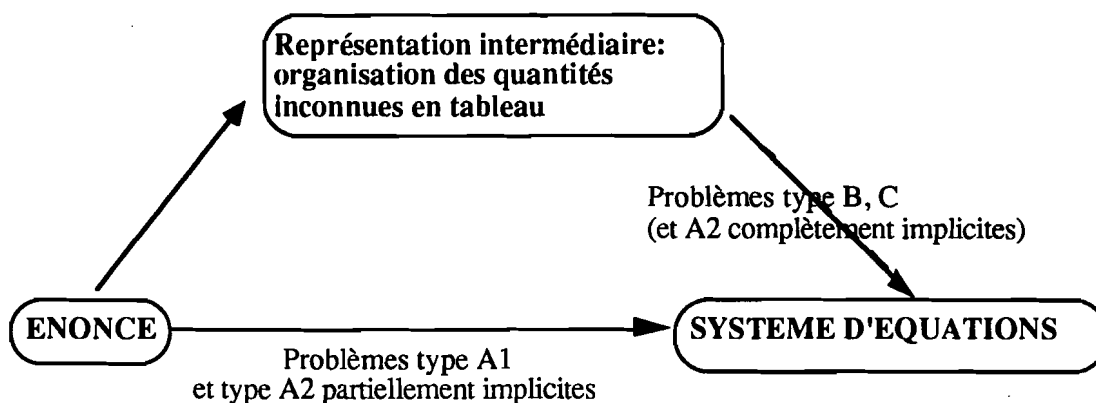 Représentation intermédiaire:
organisation des quantités
inconnues en tableau
Problèmes type B, C
(et A2 complètement implicites)
ENONCE
SYSTEME D'EQUATIONS
Problèmes type A1
et type A2 partiellement implicites